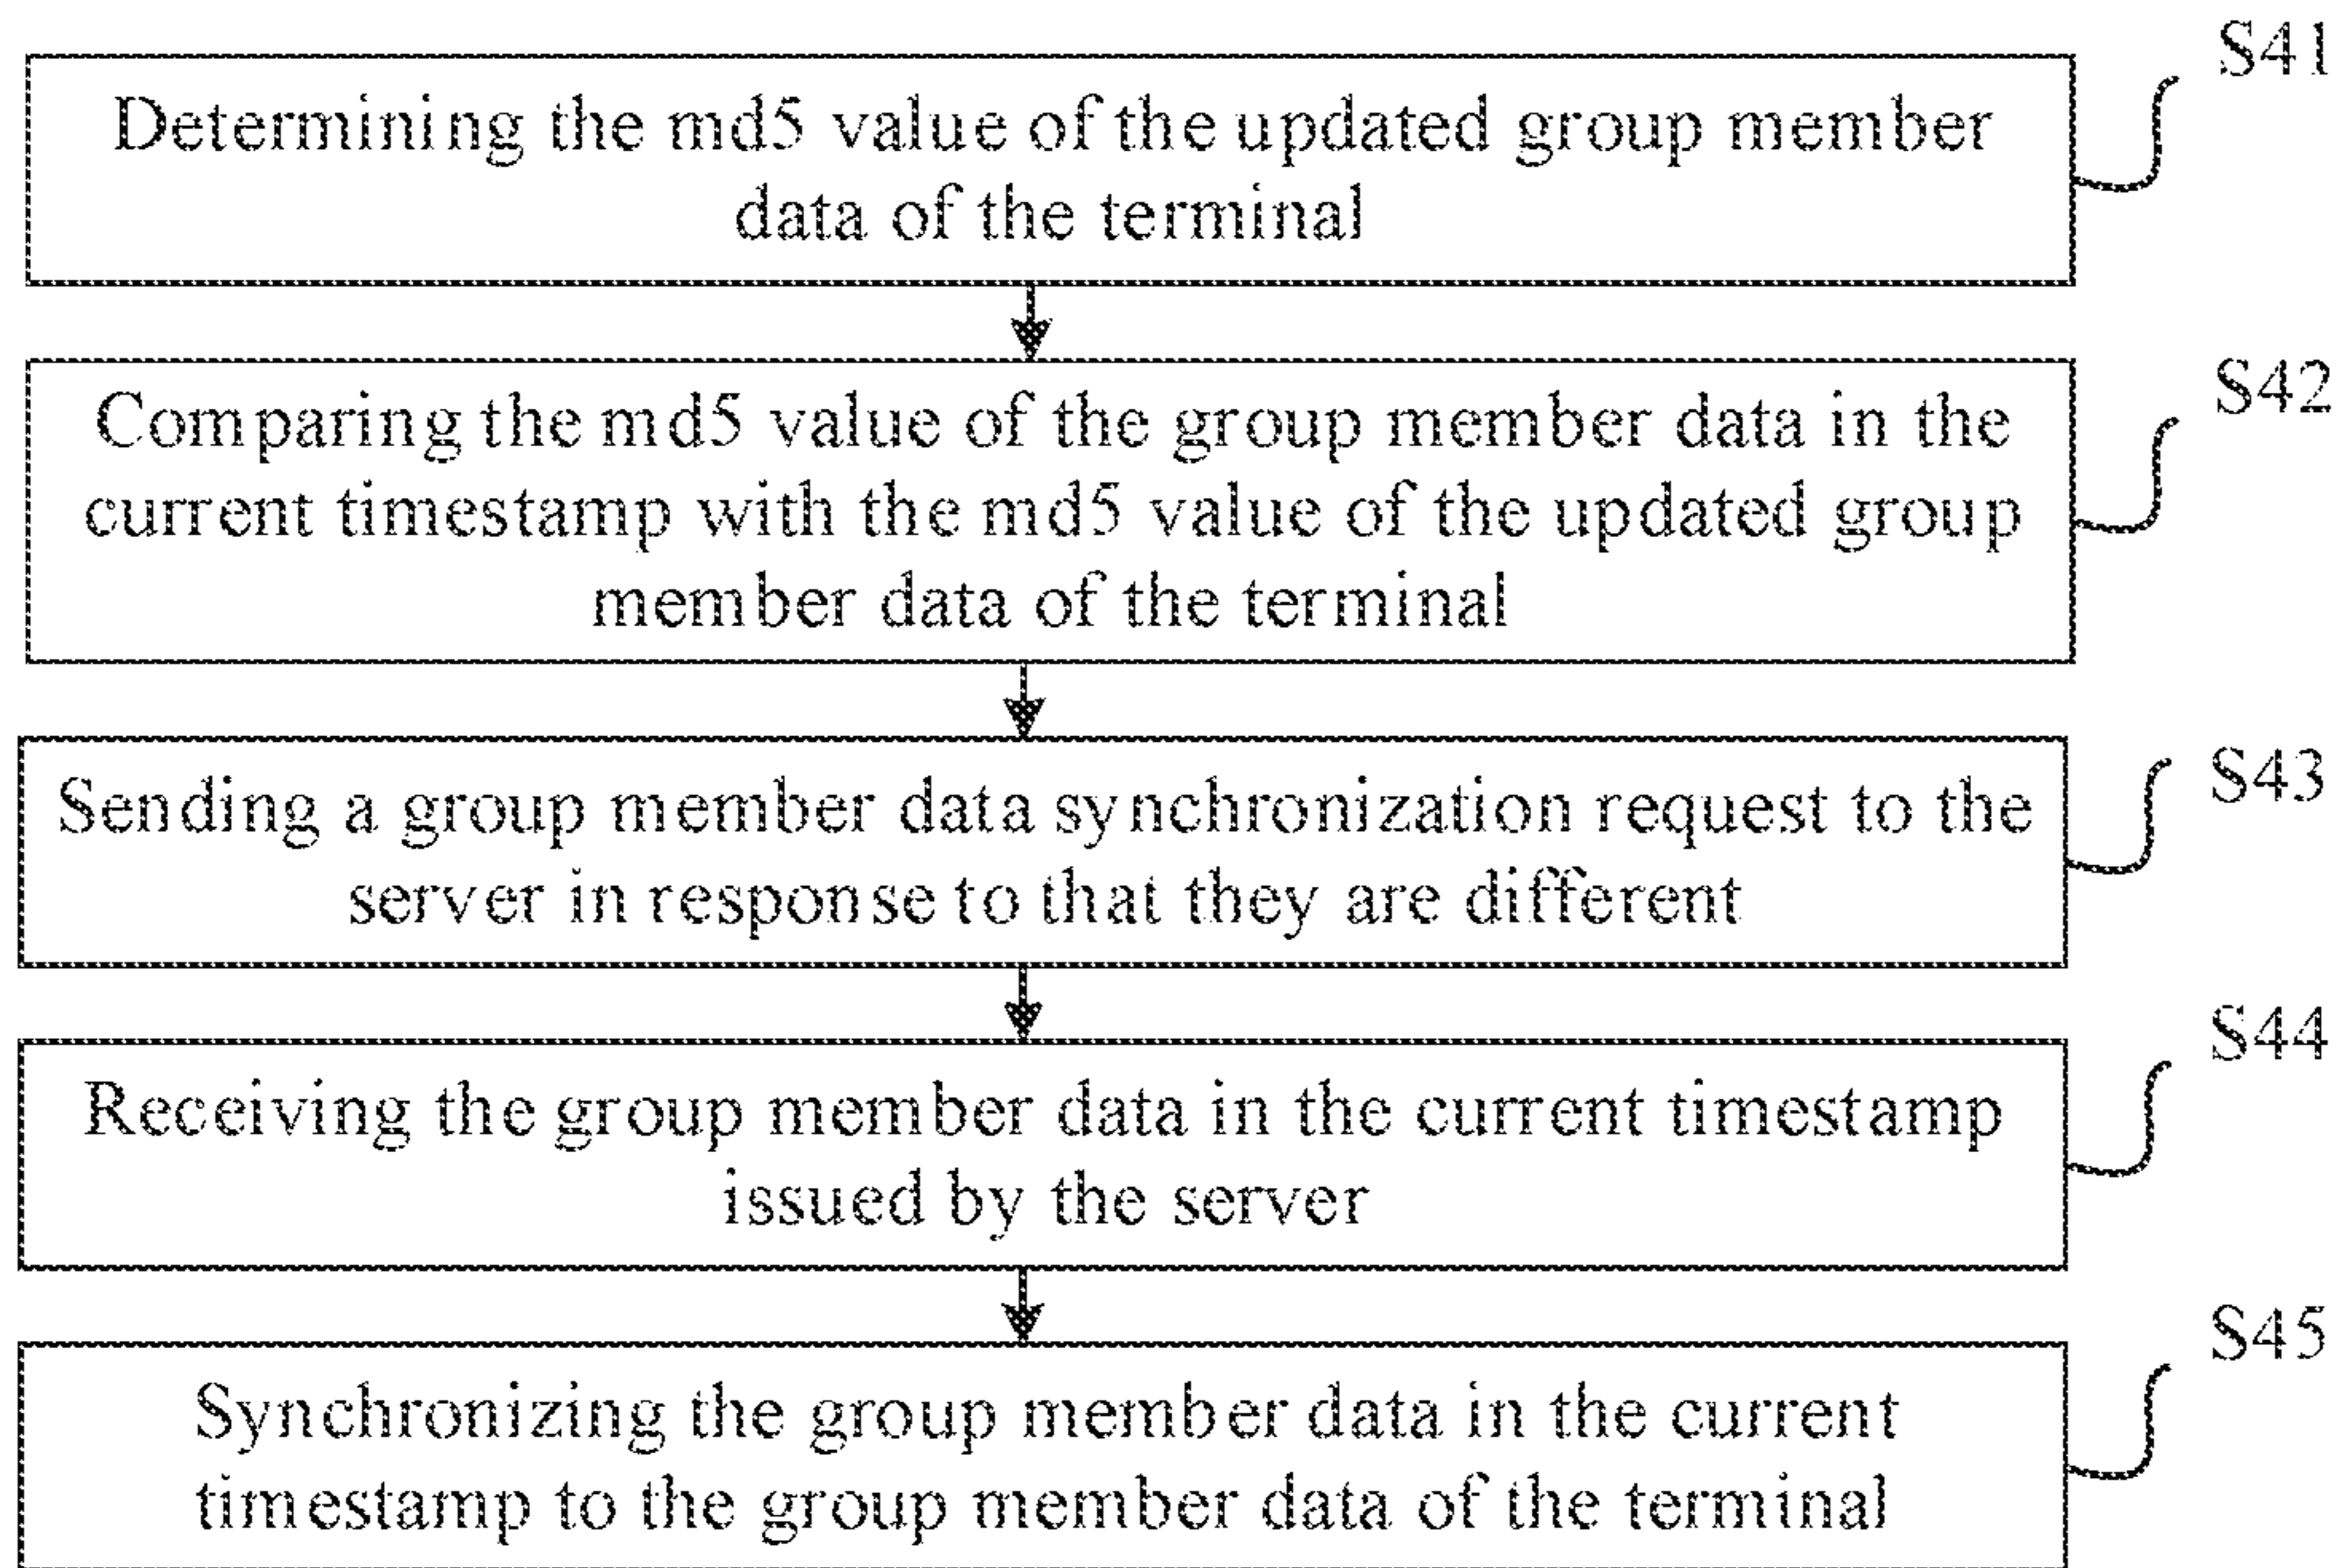 S41
Determining the md5 value of the updated group member
data of the terminal
S42
Comparing the md5 value of the group member data in the
current timestamp with the md5 value of the updated group
member data of the terminal
S43
Sending a group member data synchronization request to the
server in response to that they are different
S44
Receiving the group member data in the current timestamp
issued by the server
S45
Synchronizing the group member data in the current
timestamp to the group member data of the terminal